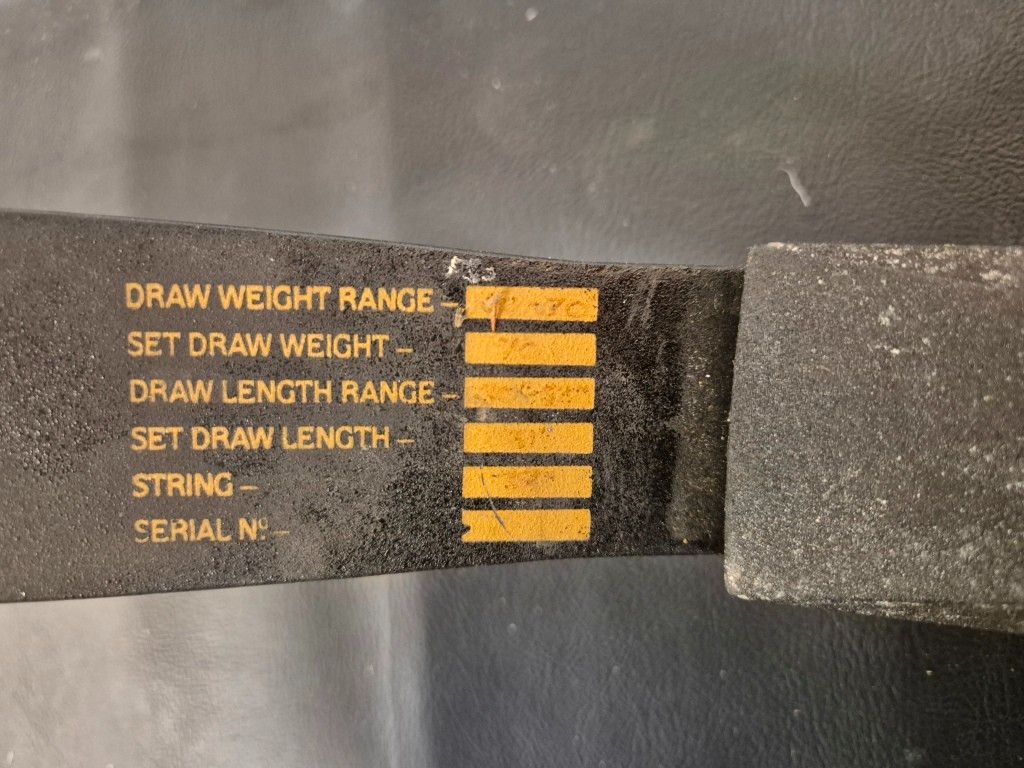 DRAW WEIGHT RANGE –
SET DRAW WEIGHT –
DRAW LENGTH RANGE –
SET DRAW LENGTH –
STRING –
SERIAL Nº. –